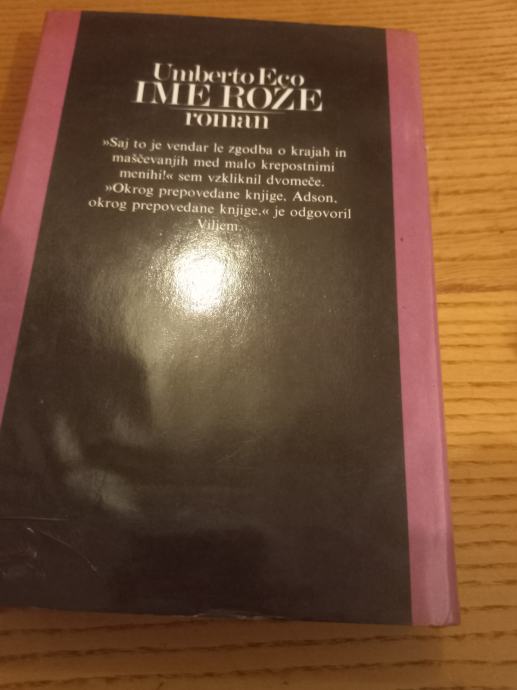 Umberto Eco
IME ROŽE
roman
»Saj to je vendar le zgodba o krajah in
maščevanjih med malo krepostnimi
menihi!« sem vzkliknil dvomeče.
»Okrog prepovedane knjige, Adson,
okrog prepovedane knjige,« je odgovoril
Viljem.